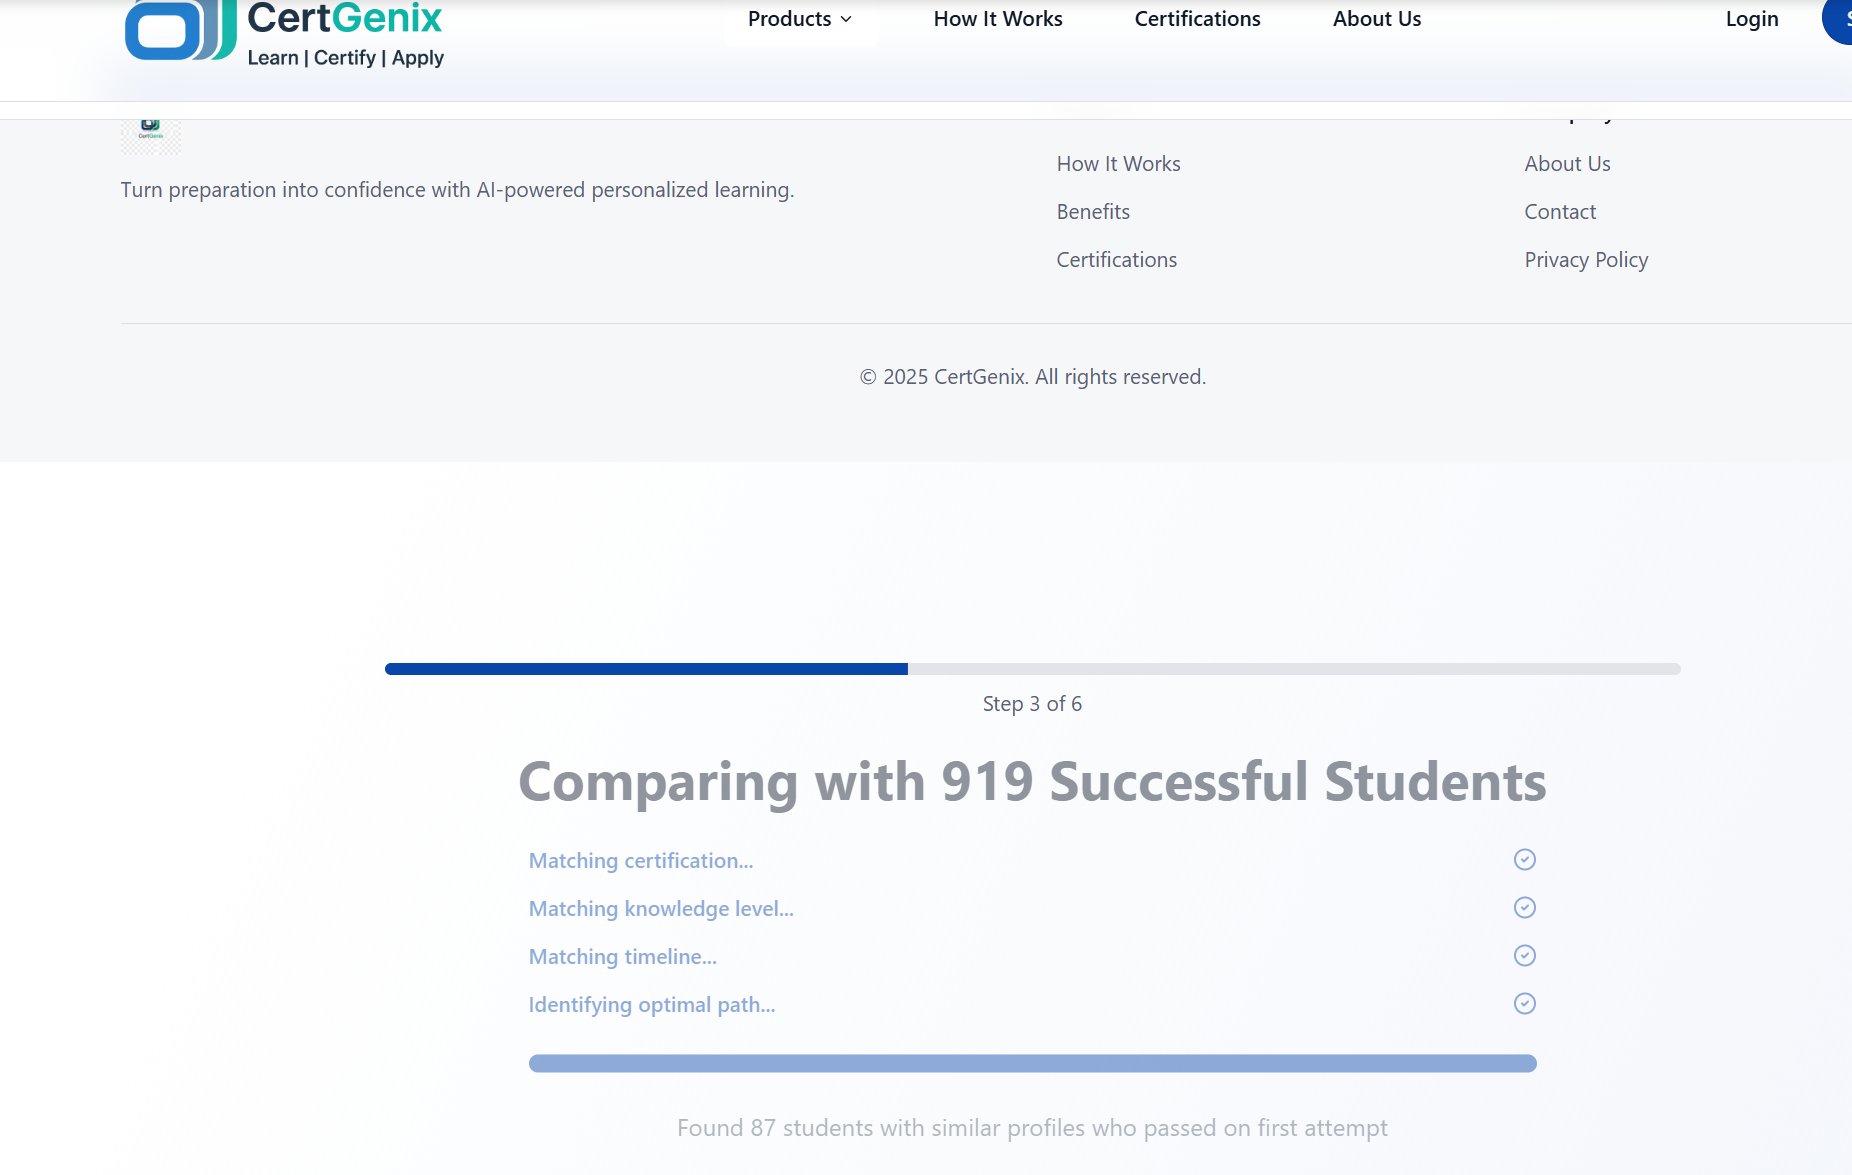 CertGenix
Learn | Certify | Apply
Products
How It Works
Certifications
About Us
Login
CertGenix
Turn preparation into confidence with AI-powered personalized learning.
How It Works
Benefits
Certifications
About Us
Contact
Privacy Policy
© 2025 CertGenix. All rights reserved.
Step 3 of 6
Comparing with 919 Successful Students
Matching certification...
Matching knowledge level...
Matching timeline...
Identifying optimal path...
Found 87 students with similar profiles who passed on first attempt